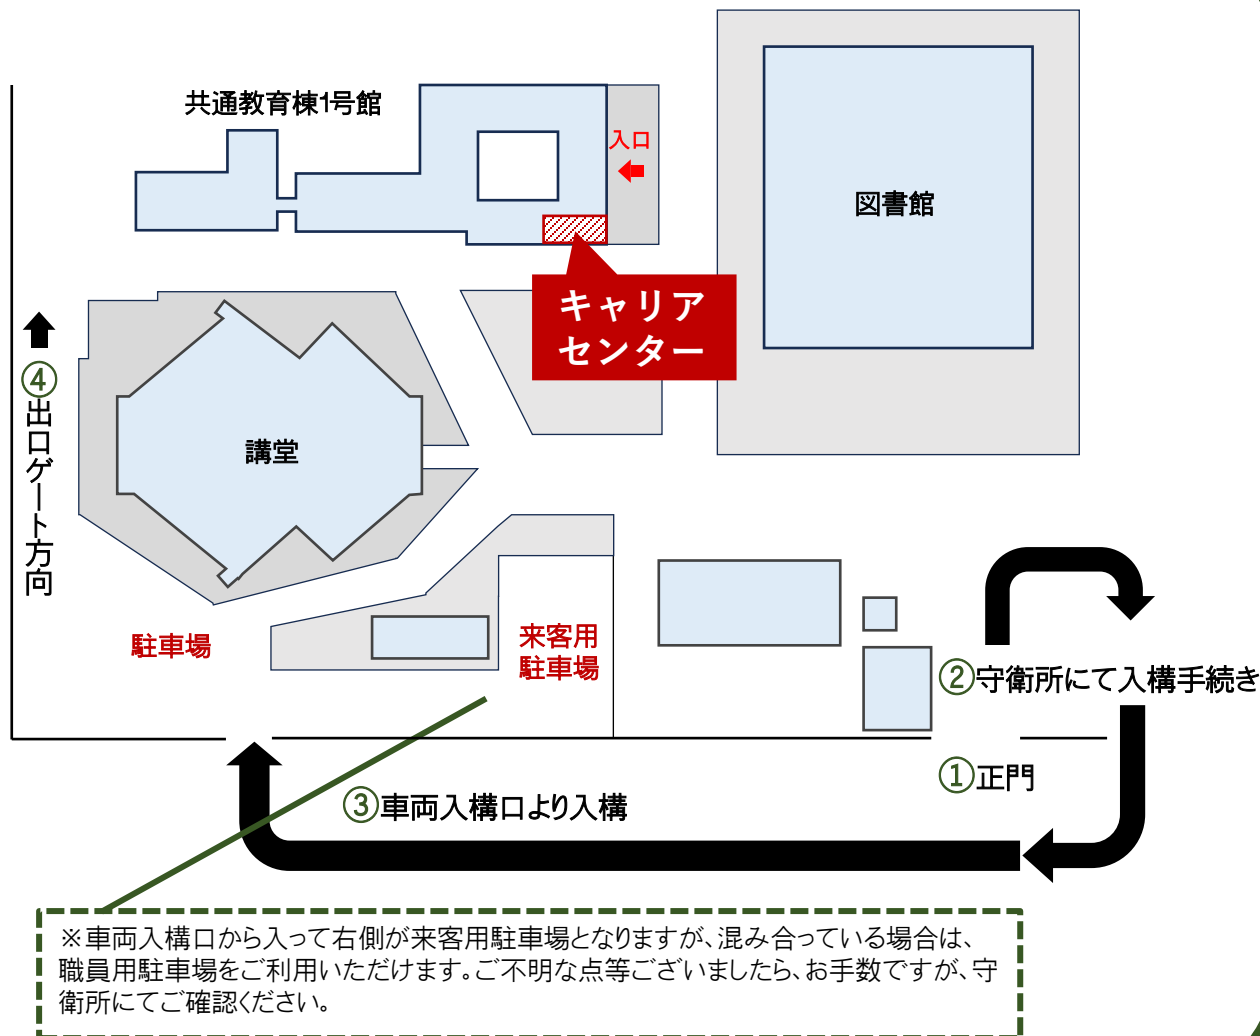 共通教育棟1号館
入口
図書館
キャリア
センター
講堂
④出口ゲート方向
駐車場
来客用
駐車場
②守衛所にて入構手続き
①正門
③車両入構口より入構
※車両入構口から入って右側が来客用駐車場となりますが、混み合っている場合は、
職員用駐車場をご利用いただけます。ご不明な点等ございましたら、お手数ですが、守
衛所にてご確認ください。